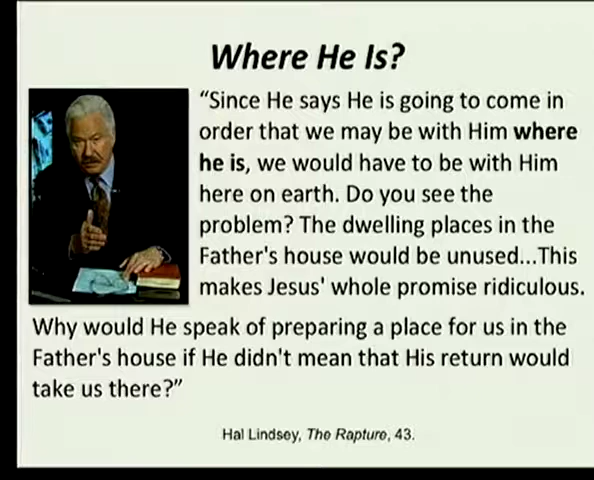 Where He Is?
“Since He says He is going to come in
order that we may be with Him where
he is, we would have to be with Him
here on earth. Do you see the
problem? The dwelling places in the
Father's house would be unused...This
makes Jesus' whole promise ridiculous.
Why would He speak of preparing a place for us in the
Father's house if He didn't mean that His return would
take us there?”
Hal Lindsey, The Rapture, 43.